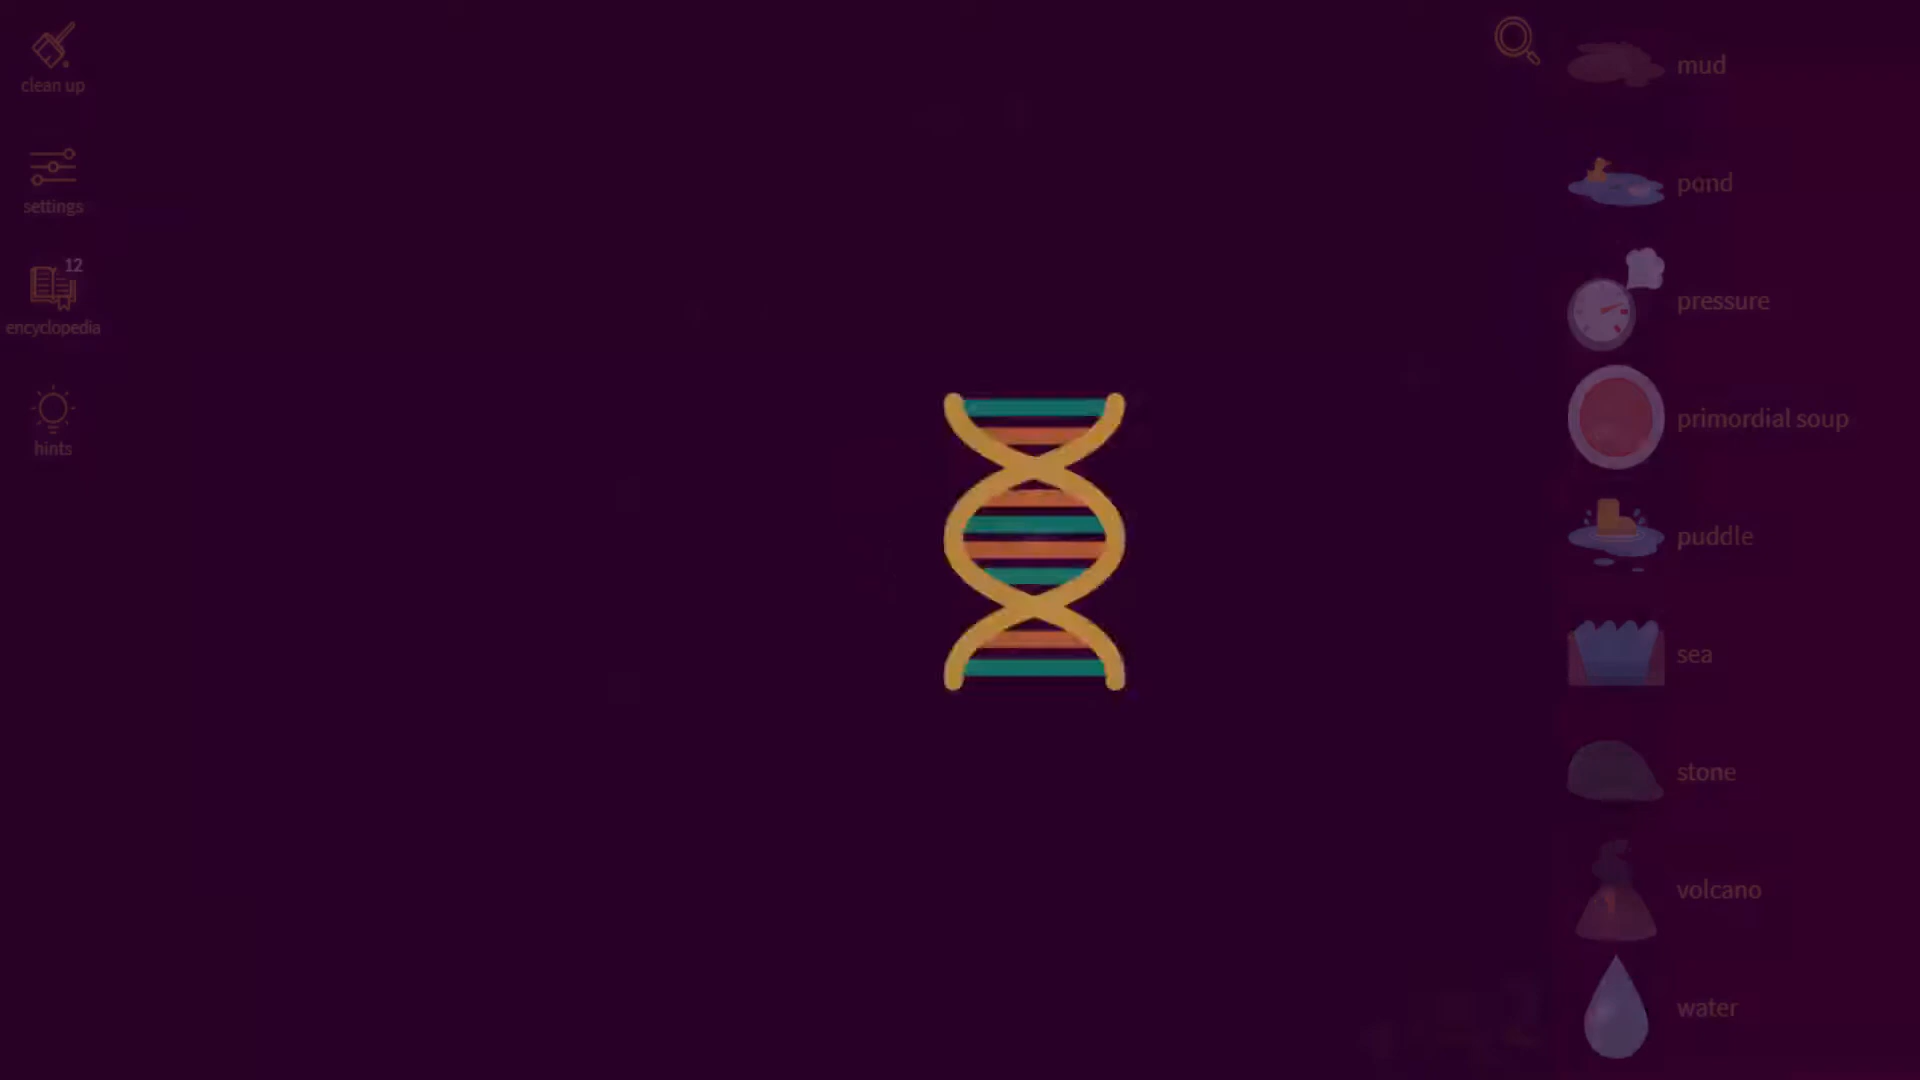 clean up
settings
12
encyclopedia
hints
mud
pond
pressure
primordial soup
puddle
sea
stone
volcano
water